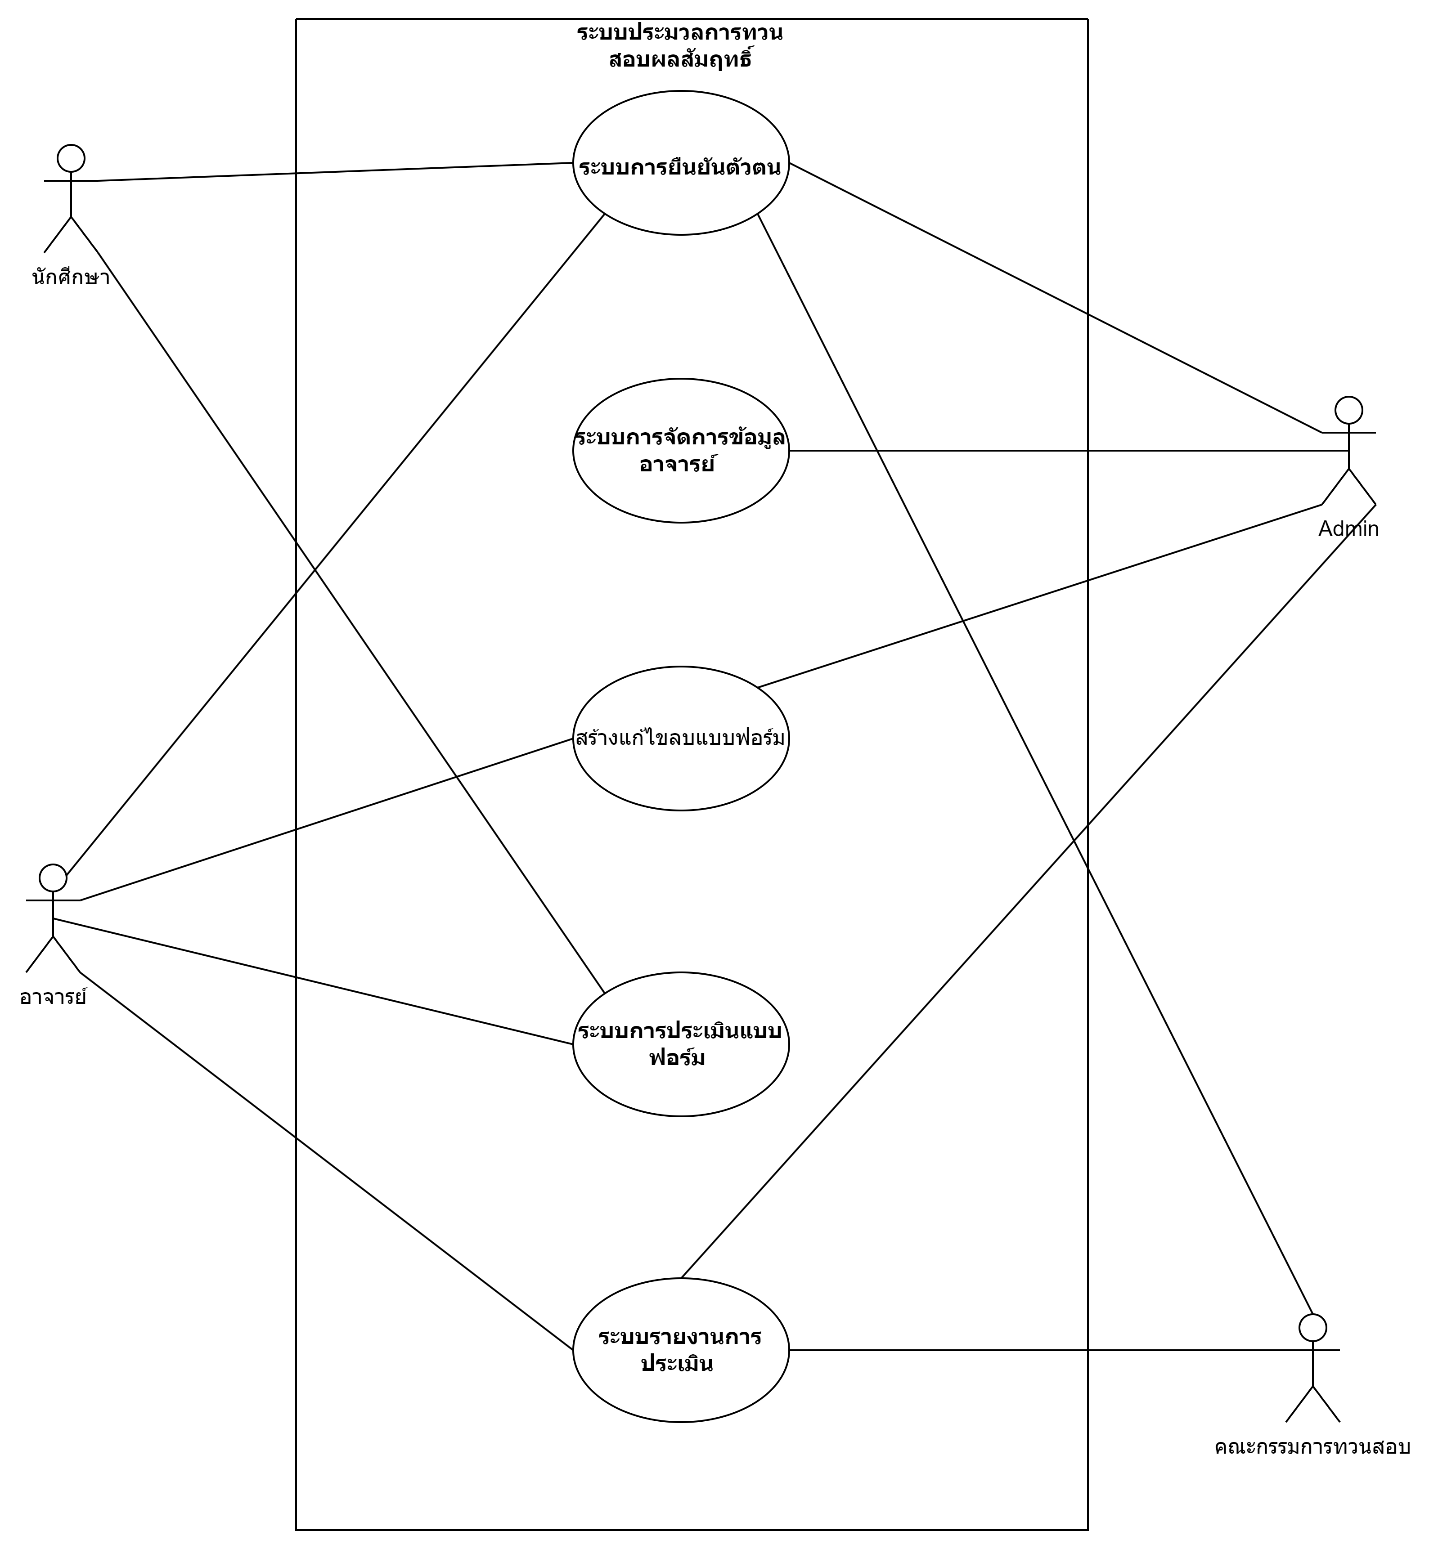 ระบบประมวลการทวน
สอบผลสัมฤทธิ์
ระบบการยืนยันตัวตน
นักศึกษา
ระบบการจัดการข้อมูล
อาจารย์
Admin
สร้างแก้ไขลบแบบฟอร์ม
อาจารย์
ระบบการประเมินแบบ
ฟอร์ม
ระบบรายงานการ
ประเมิน
คณะกรรมการทวนสอบ